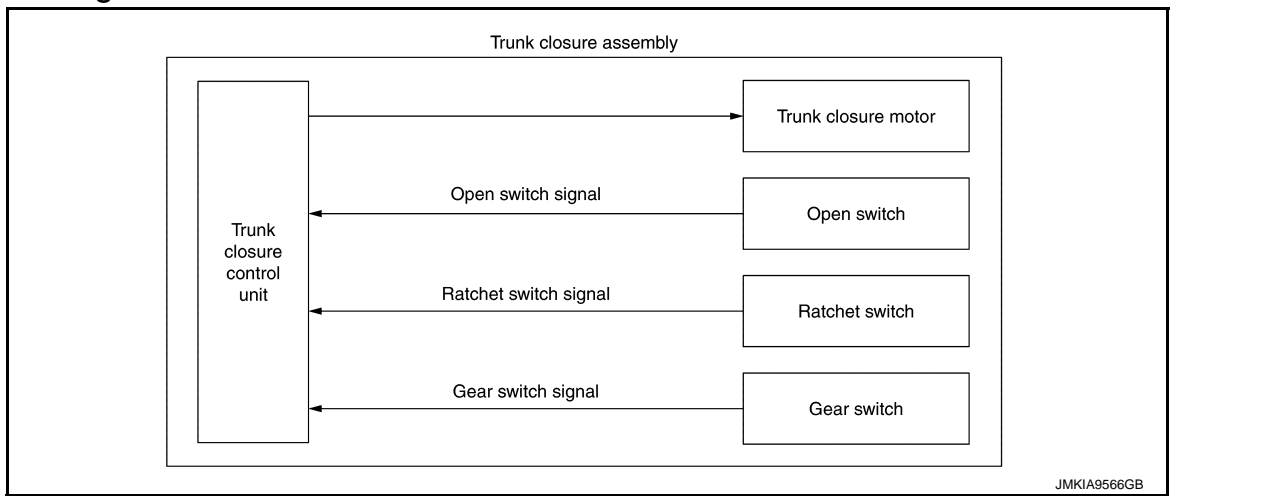 Trunk closure assembly
Trunk closure motor
Open switch signal
Open switch
Trunk
closure
control
unit
Ratchet switch signal
Ratchet switch
Gear switch signal
Gear switch
JMKIA9566GB